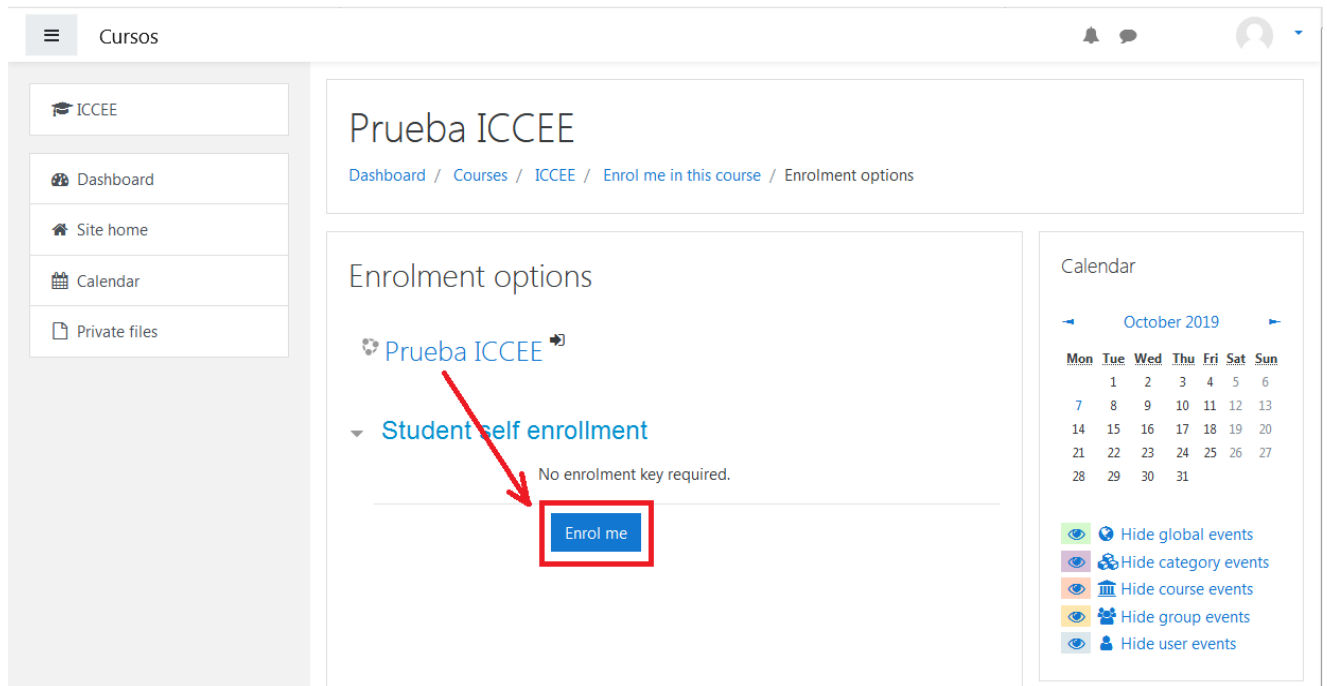 Cursos
ICCEE
Dashboard
Site home
Calendar
Private files
Prueba ICCEE
Dashboard / Courses / ICCEE / Enrol me in this course / Enrolment options
Enrolment options
Prueba ICCEE
Student self enrollment
No enrolment key required.
Enrol me
Calendar
October 2019
Mon Tue Wed Thu Fri Sat Sun
1 2 3 4 5 6
7 8 9 10 11 12 13
14 15 16 17 18 19 20
21 22 23 24 25 26 27
28 29 30 31
Hide global events
Hide category events
Hide course events
Hide group events
Hide user events